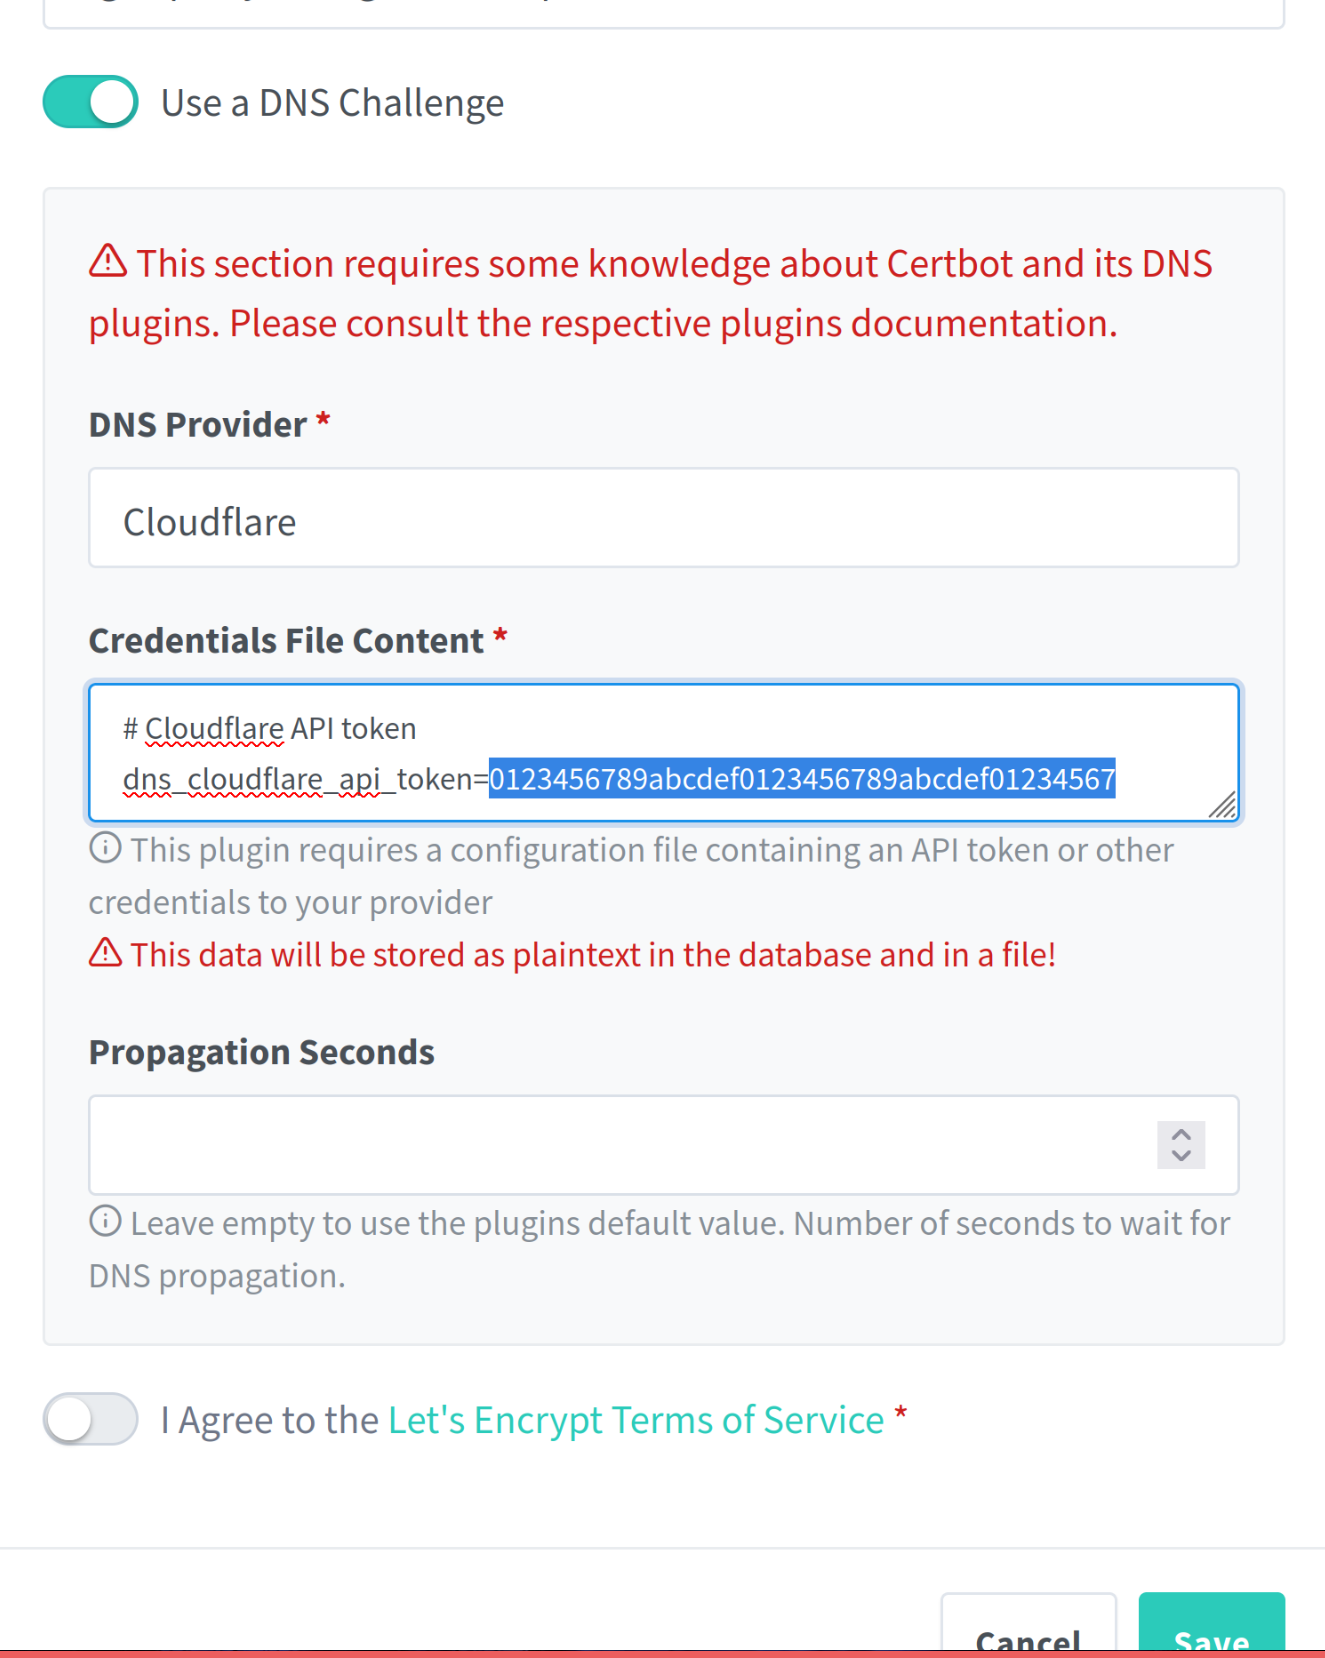 Use a DNS Challenge
This section requires some knowledge about Certbot and its DNS
plugins. Please consult the respective plugins documentation.
DNS Provider *
Cloudflare
Credentials File Content *
# Cloudflare API token
dns_cloudflare_api_token=0123456789abcdef0123456789abcdef01234567
This plugin requires a configuration file containing an API token or other
credentials to your provider
This data will be stored as plaintext in the database and in a file!
Propagation Seconds
Leave empty to use the plugins default value. Number of seconds to wait for
DNS propagation.
I Agree to the Let's Encrypt Terms of Service *
Cancel
Save